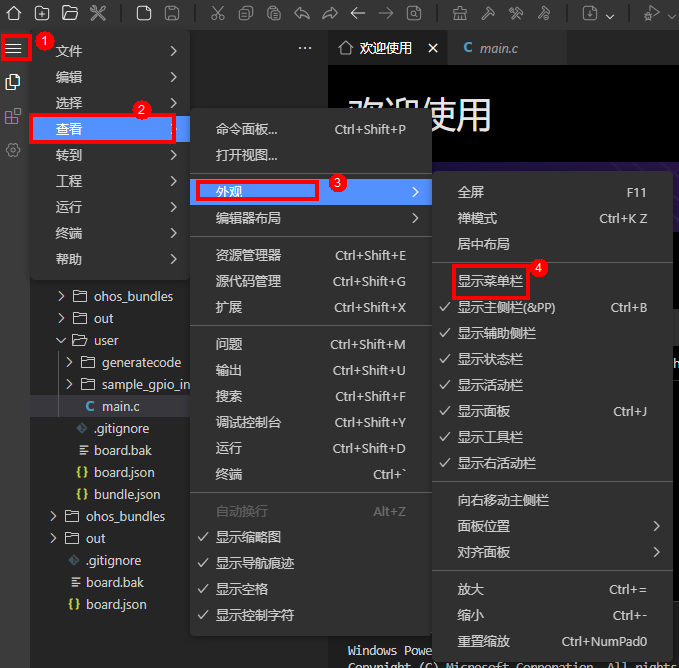 1
文件
编辑
选择
2
查看
转到
工程
运行
终端
帮助
ohos_bundles
out
user
generatecode
sample_gpio_in
C main.c
.gitignore
board.bak
{} board.json
{} bundle.json
ohos_bundles
out
.gitignore
board.bak
{} board.json
欢迎使用
C main.c
欢迎使用
命令面板... Ctrl+Shift+P
打开视图...
外观
3
编辑器布局
资源管理器 Ctrl+Shift+E
源代码管理 Ctrl+Shift+G
扩展 Ctrl+Shift+X
问题 Ctrl+Shift+M
输出 Ctrl+Shift+U
搜索 Ctrl+Shift+F
调试控制台 Ctrl+Shift+Y
运行 Ctrl+Shift+D
终端 Ctrl+`
自动换行 Alt+Z
显示缩略图
显示导航痕迹
显示空格
显示控制字符
全屏 F11
禅模式 Ctrl+K Z
居中布局
4
显示菜单栏
显示主侧栏(&PP) Ctrl+B
显示辅助侧栏
显示状态栏
显示活动栏
显示面板 Ctrl+J
显示工具栏
显示右活动栏
向右移动主侧栏
面板位置
对齐面板
放大 Ctrl+=
缩小 Ctrl+-
重置缩放 Ctrl+NumPad0
Windows Powe
Copyright (C) Microsoft Corporation. All rights